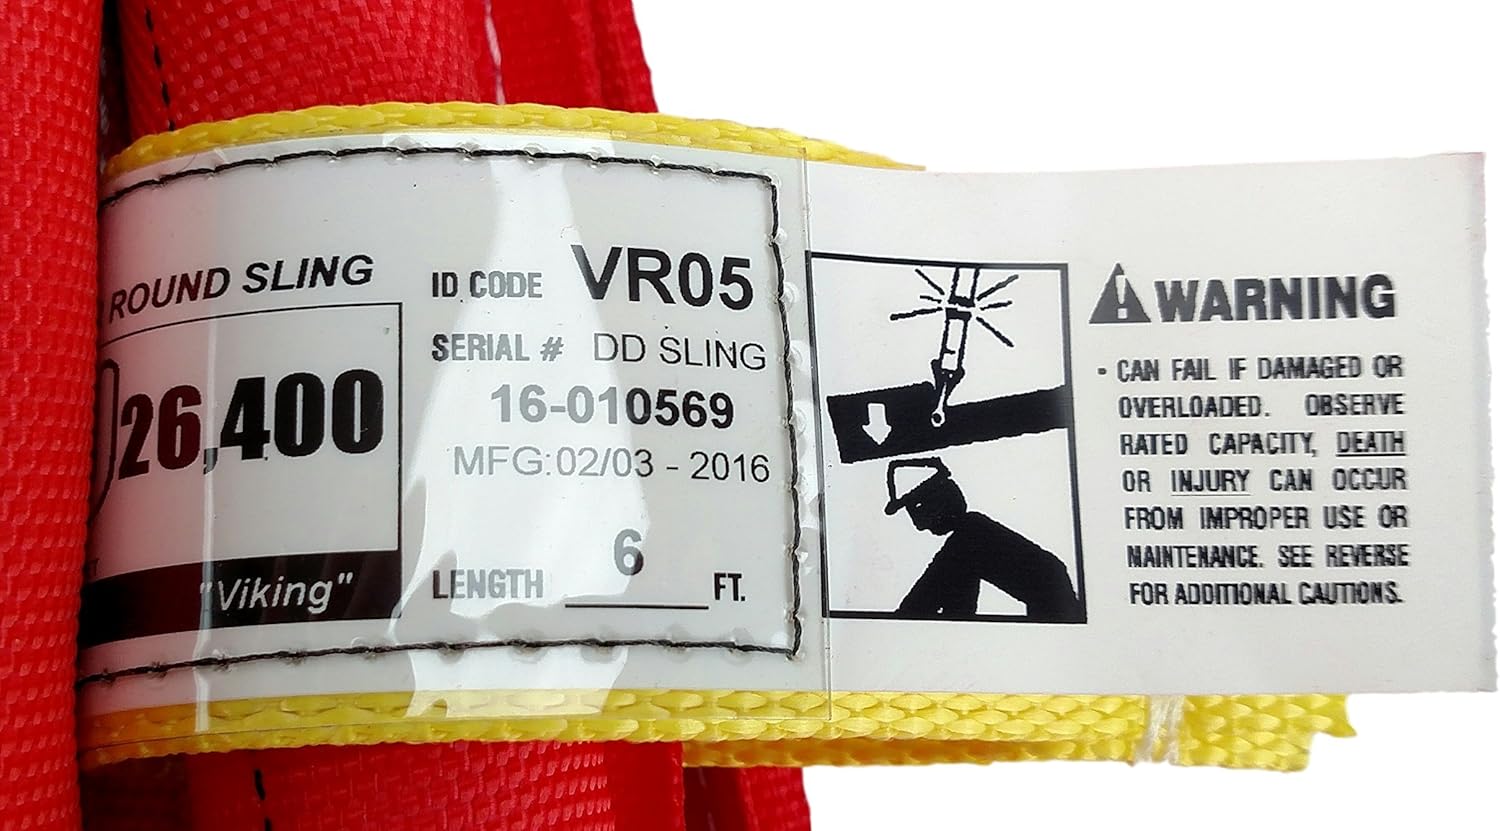 ROUND SLING
26,400
"Viking"
ID CODE VR05
SERIAL # DD SLING
16-010569
MFG:02/03 - 2016
LENGTH 6 FT.
WARNING
• CAN FAIL IF DAMAGED OR
OVERLOADED. OBSERVE
RATED CAPACITY, DEATH
OR INJURY CAN OCCUR
FROM IMPROPER USE OR
MAINTENANCE. SEE REVERSE
FOR ADDITIONAL CAUTIONS.